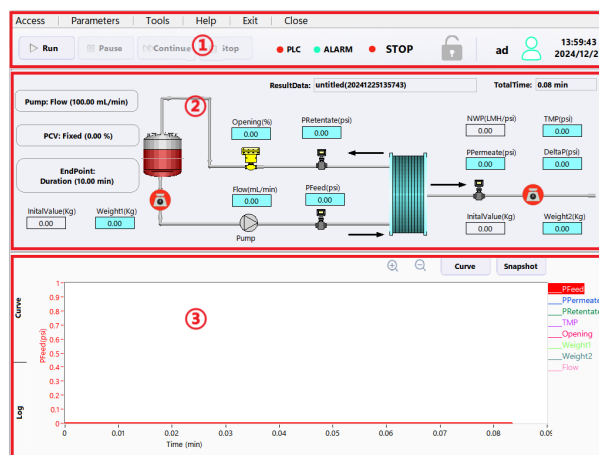 Access | Parameters | Tools | Help | Exit | Close
Run Pause Continue ① Stop PLC ALARM STOP ad 13:59:43
2024/12/2
ResultData: untitled(20241225135743) TotalTime: 0.08 min
Pump: Flow (100.00 mL/min)
②
Opening(%) PRetentate(psi) NWP(LMH/psi) TMP(psi)
0.00 0.00 0.00 0.00
PCV: Fixed (0.00 %)
PPermeate(psi) DeltaP(psi)
0.00 0.00
EndPoint:
Duration (10.00 min)
Flow(mL/min) PFeed(psi)
0.00 0.00
InitalValue(Kg) Weight1(Kg) InitalValue(Kg) Weight2(Kg)
0.00 0.00 0.00 0.00
Pump
Curve Snapshot
Curve
Log
③
PFeed(psi)
1
0.9
0.8
0.7
0.6
0.5
0.4
0.3
0.2
0.1
0
0 0.01 0.02 0.03 0.04 0.05 0.06 0.07 0.08 0.09
Time (min)
PFeed
PPermeate
PRetentate
TMP
Opening
Weight1
Weight2
Flow